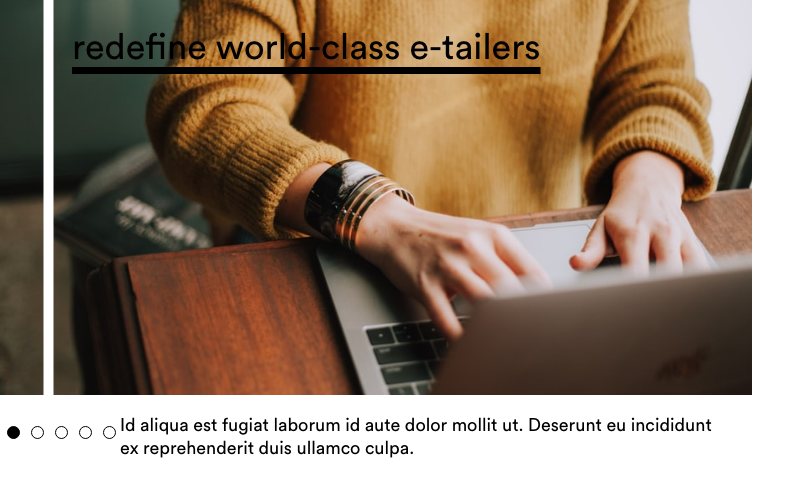 redefine world-class e-tailers
Id aliqua est fugiat laborum id aute dolor mollit ut. Deserunt eu incididunt
ex reprehenderit duis ullamco culpa.